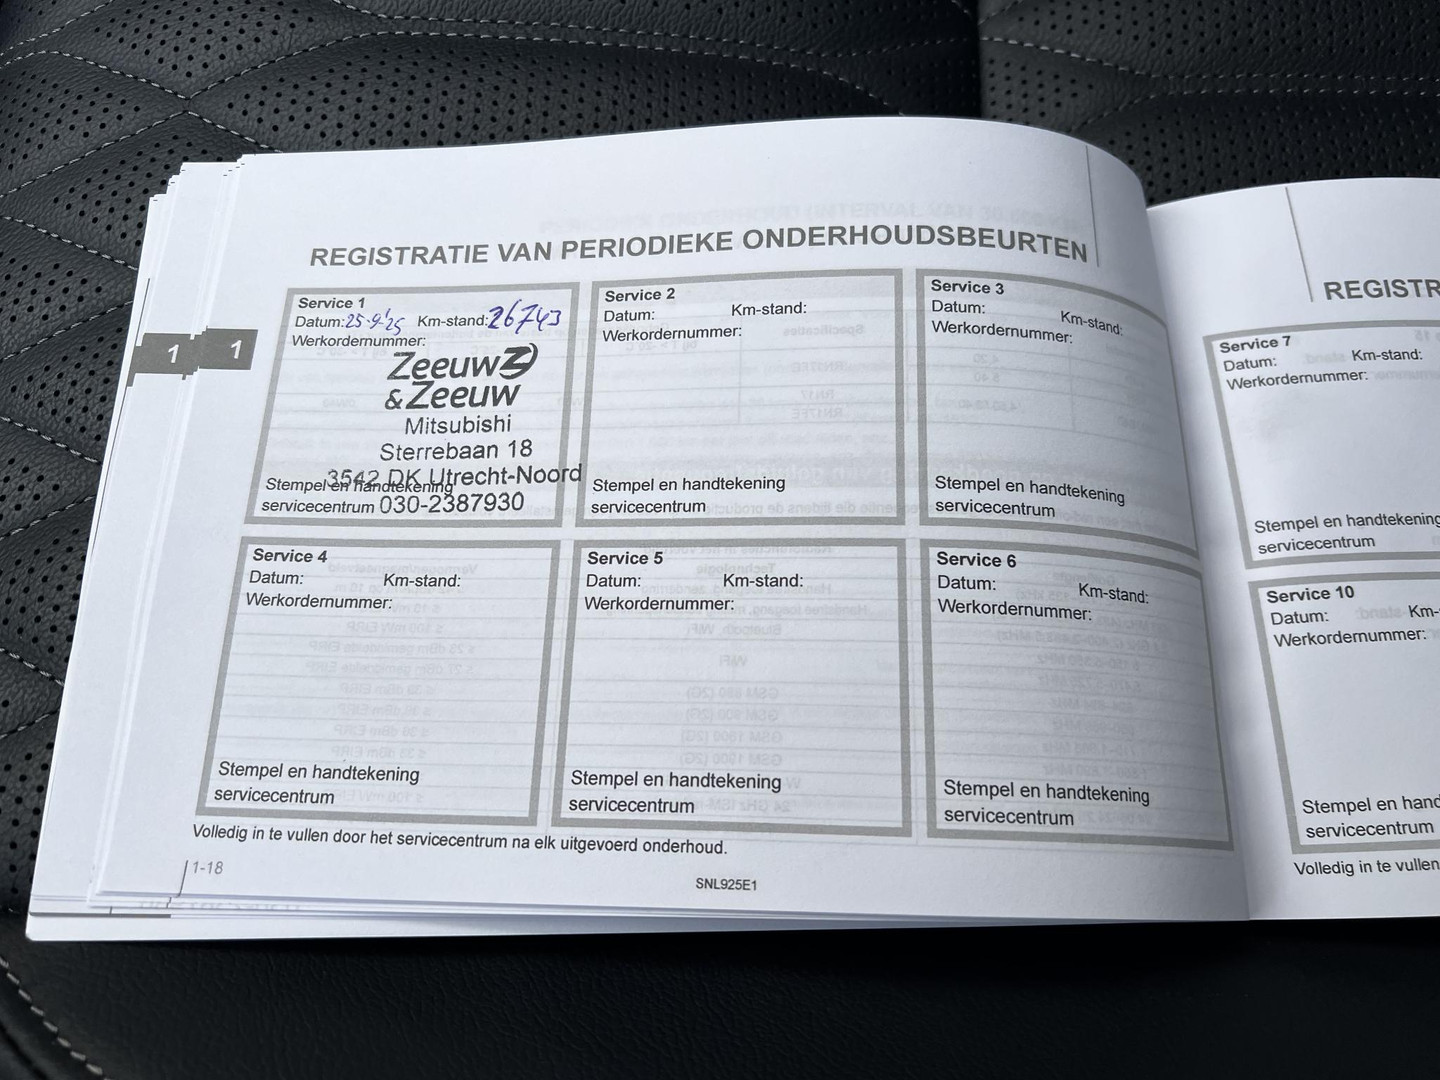 REGISTRATIE VAN PERIODIEKE ONDERHOUDSBEURTEN
1
1
Service 1
Datum: 25-9-'25 Km-stand: 26743
Werkordernummer:
Zeeuw
& Zeeuw
Mitsubishi
Sterrebaan 18
3542 DK Utrecht-Noord
030-2387930
Stempel en handtekening
servicecentrum
Service 2
Datum: Km-stand:
Werkordernummer:
Stempel en handtekening
servicecentrum
Service 3
Datum: Km-stand:
Werkordernummer:
Stempel en handtekening
servicecentrum
Service 4
Datum: Km-stand:
Werkordernummer:
Stempel en handtekening
servicecentrum
Service 5
Datum: Km-stand:
Werkordernummer:
Stempel en handtekening
servicecentrum
Service 6
Datum: Km-stand:
Werkordernummer:
Stempel en handtekening
servicecentrum
Volledig in te vullen door het servicecentrum na elk uitgevoerd onderhoud.
1-18
SNL925E1
REGISTR
Service 7
Datum: Km-stand:
Werkordernummer:
Stempel en handtekening
servicecentrum
Service 10
Datum: Km-
Werkordernummer:
Stempel en hand
servicecentrum
Volledig in te vullen